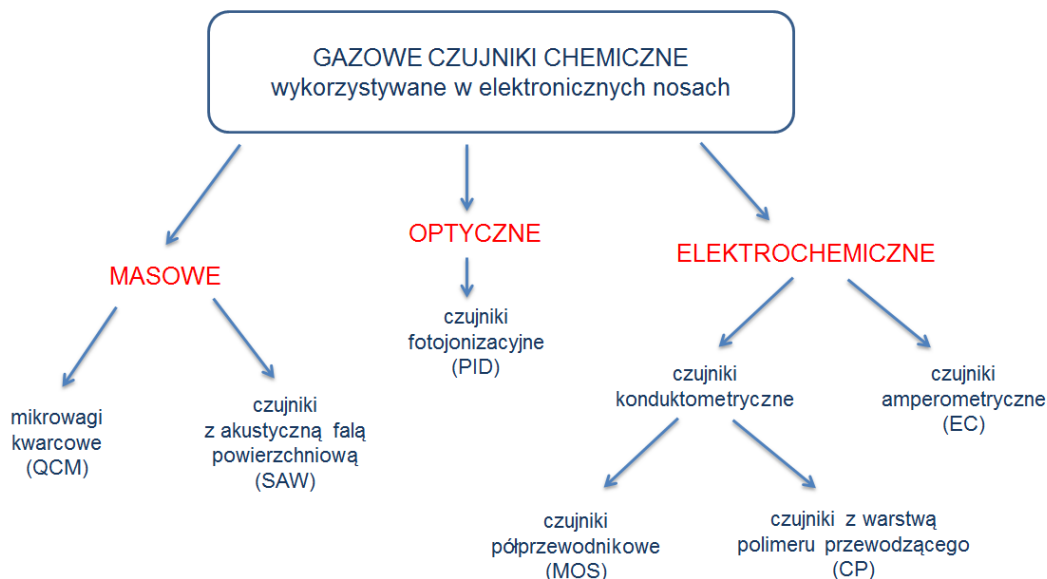 GAZOWE CZUJNIKI CHEMICZNE
wykorzystywane w elektronicznych nosach
MASOWE
OPTYCZNE
ELEKTROCHEMICZNE
mikrowagi
kwarcowe
(QCM)
czujniki
z akustyczną falą
powierzchniową
(SAW)
czujniki
fotojonizacyjne
(PID)
czujniki
konduktometryczne
czujniki
amperometryczne
(EC)
czujniki
półprzewodnikowe
(MOS)
czujniki z warstwą
polimeru przewodzącego
(CP)